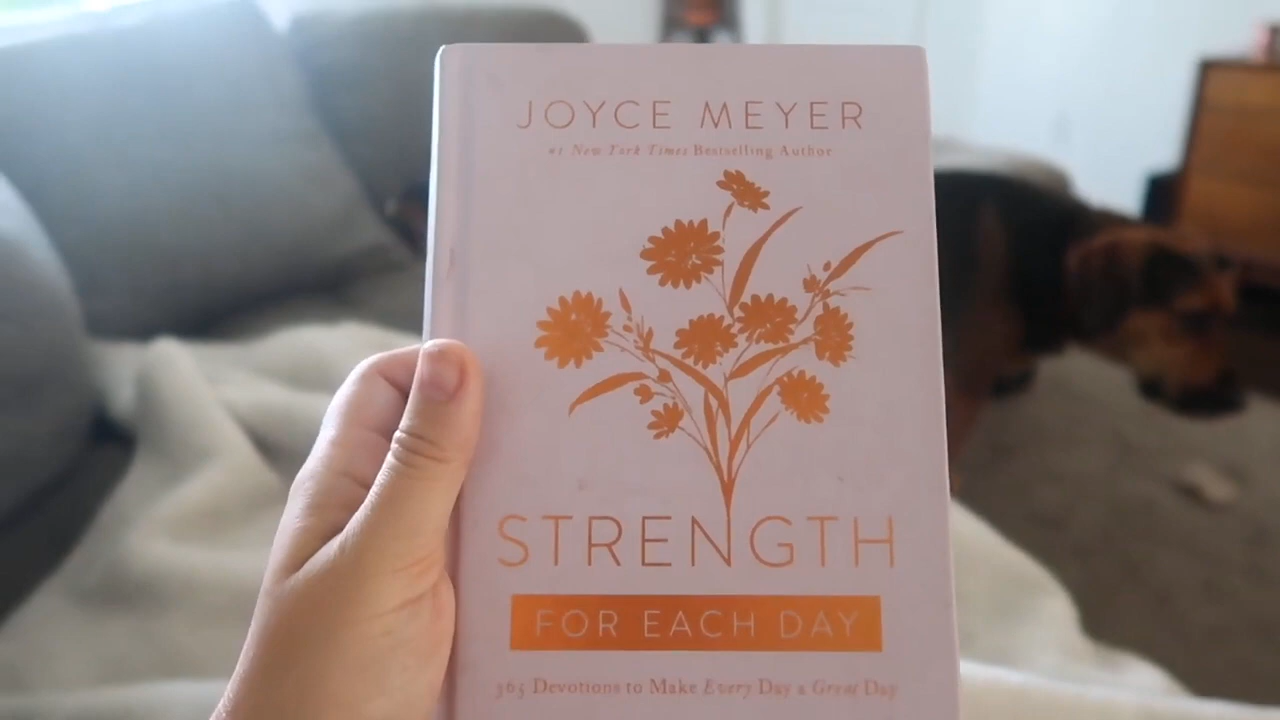 JOYCE MEYER
#1 New York Times Bestselling Author
STRENGTH
FOR EACH DAY
365 Devotions to Make Every Day a Great Day